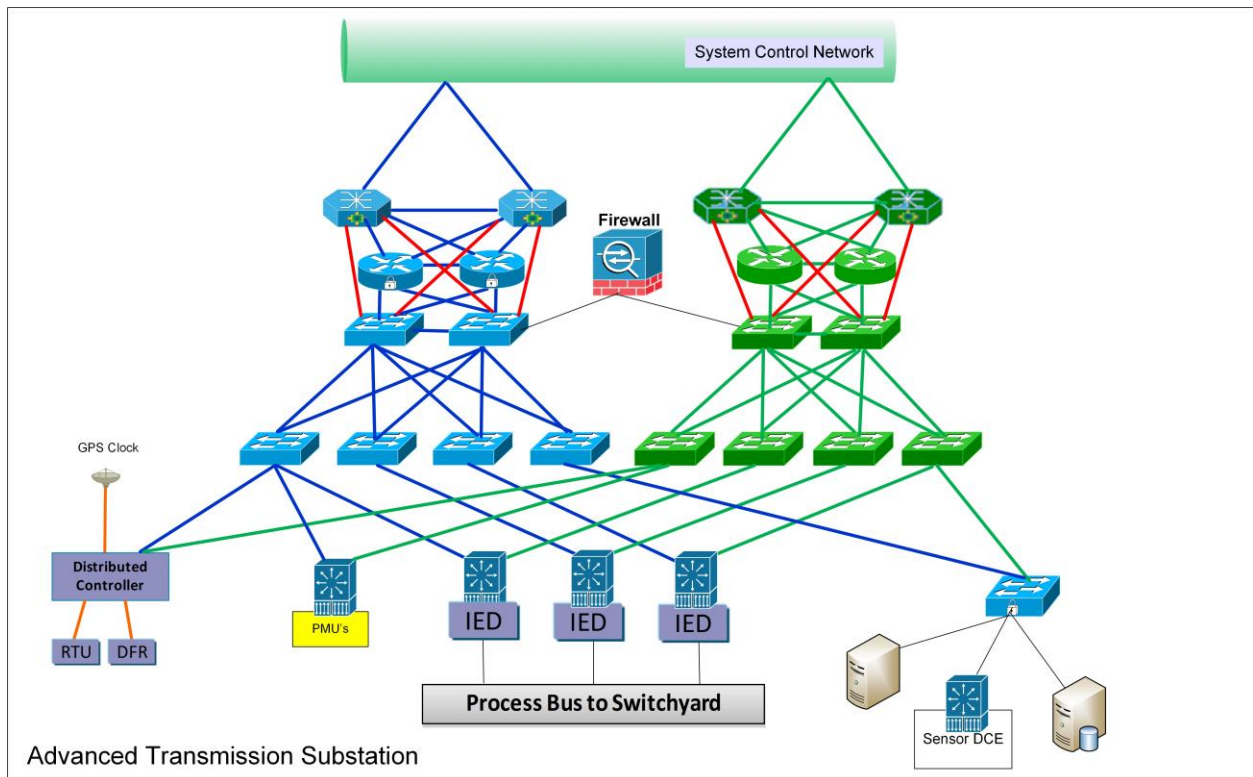 System Control Network
Firewall
GPS Clock
Distributed
Controller
RTU
DFR
PMU's
IED
IED
IED
Process Bus to Switchyard
Sensor DCE
Advanced Transmission Substation